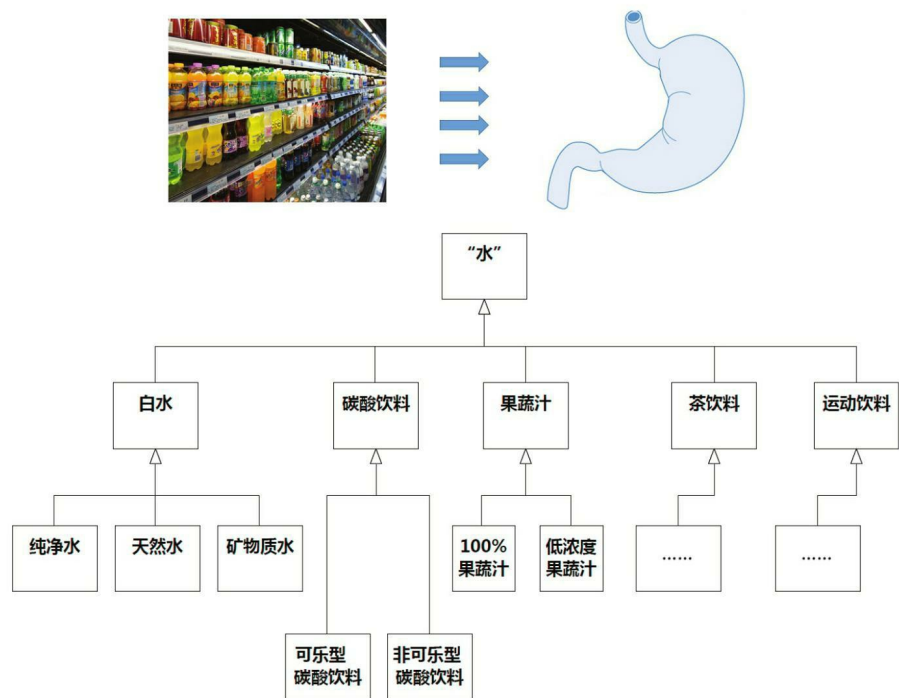 “水”
白水
碳酸饮料
果蔬汁
茶饮料
运动饮料
纯净水
天然水
矿物质水
100%
果蔬汁
低浓度
果蔬汁
……
……
可乐型
碳酸饮料
非可乐型
碳酸饮料